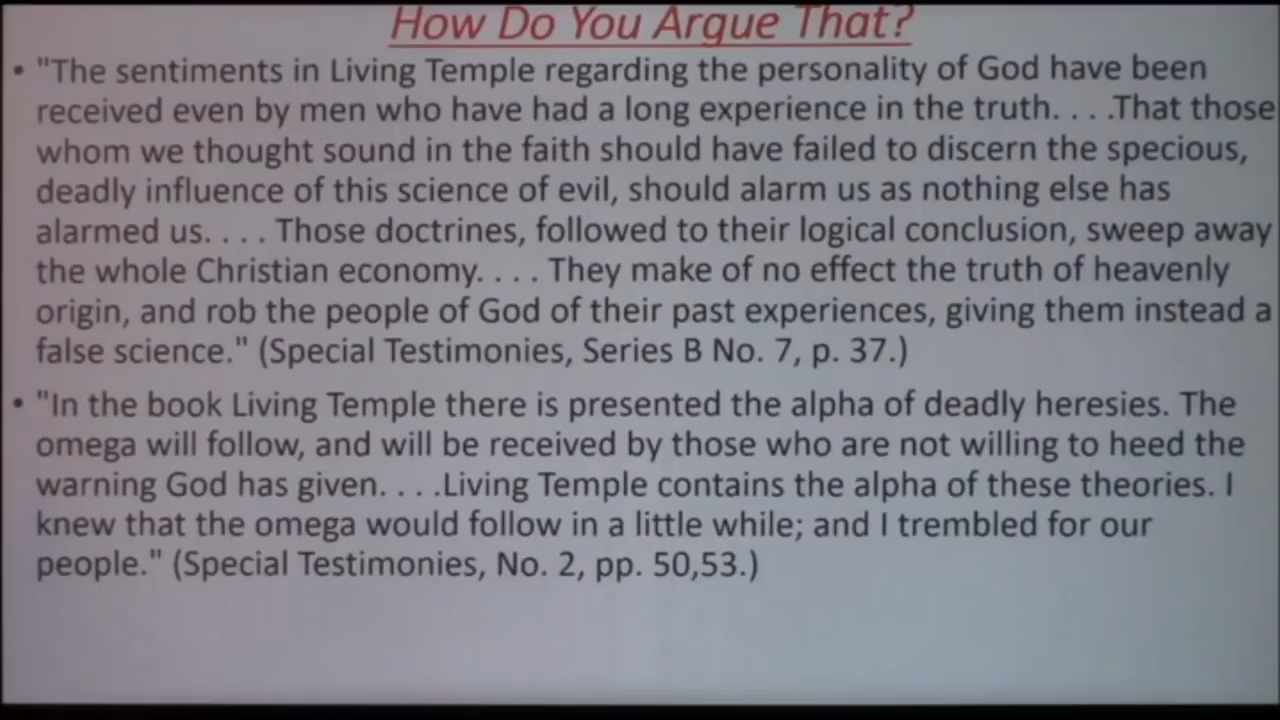 How Do You Argue That?
• "The sentiments in Living Temple regarding the personality of God have been
received even by men who have had a long experience in the truth. . . .That those
whom we thought sound in the faith should have failed to discern the specious,
deadly influence of this science of evil, should alarm us as nothing else has
alarmed us. . . . Those doctrines, followed to their logical conclusion, sweep away
the whole Christian economy. . . . They make of no effect the truth of heavenly
origin, and rob the people of God of their past experiences, giving them instead a
false science." (Special Testimonies, Series B No. 7, p. 37.)
• "In the book Living Temple there is presented the alpha of deadly heresies. The
omega will follow, and will be received by those who are not willing to heed the
warning God has given. . . .Living Temple contains the alpha of these theories. I
knew that the omega would follow in a little while; and I trembled for our
people." (Special Testimonies, No. 2, pp. 50,53.)